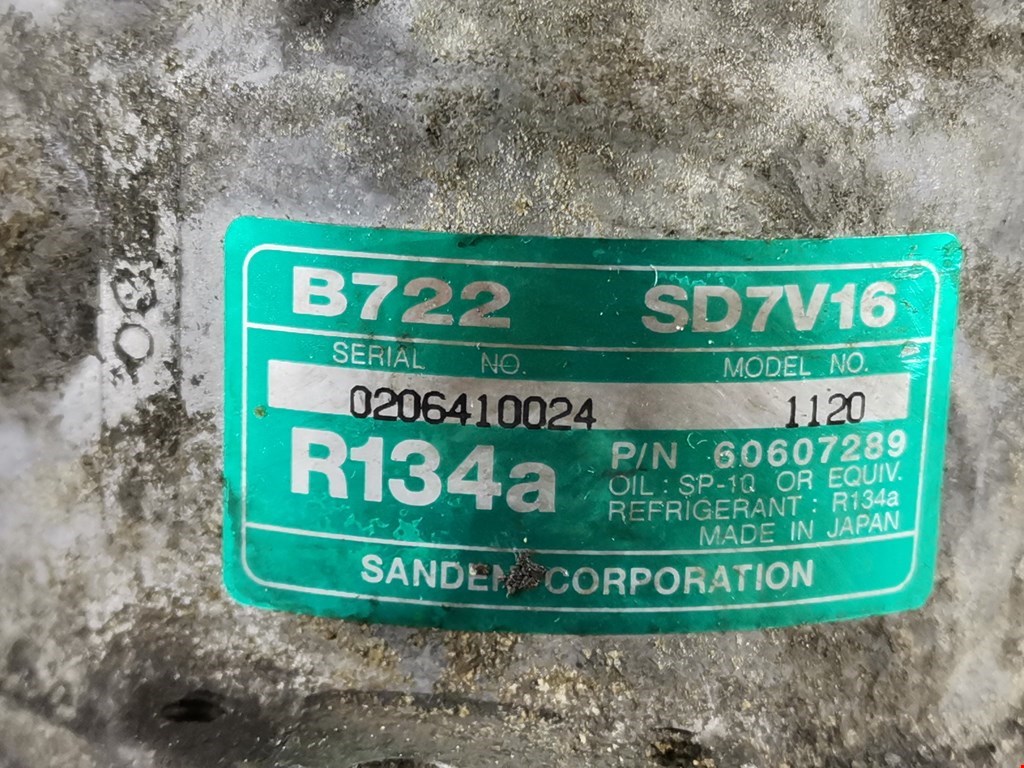 B722 SD7V16
SERIAL NO. MODEL NO.
0206410024 1120
R134a P/N 60607289
OIL : SP-10 OR EQUIV.
REFRIGERANT : R134a
MADE IN JAPAN
SANDEN CORPORATION